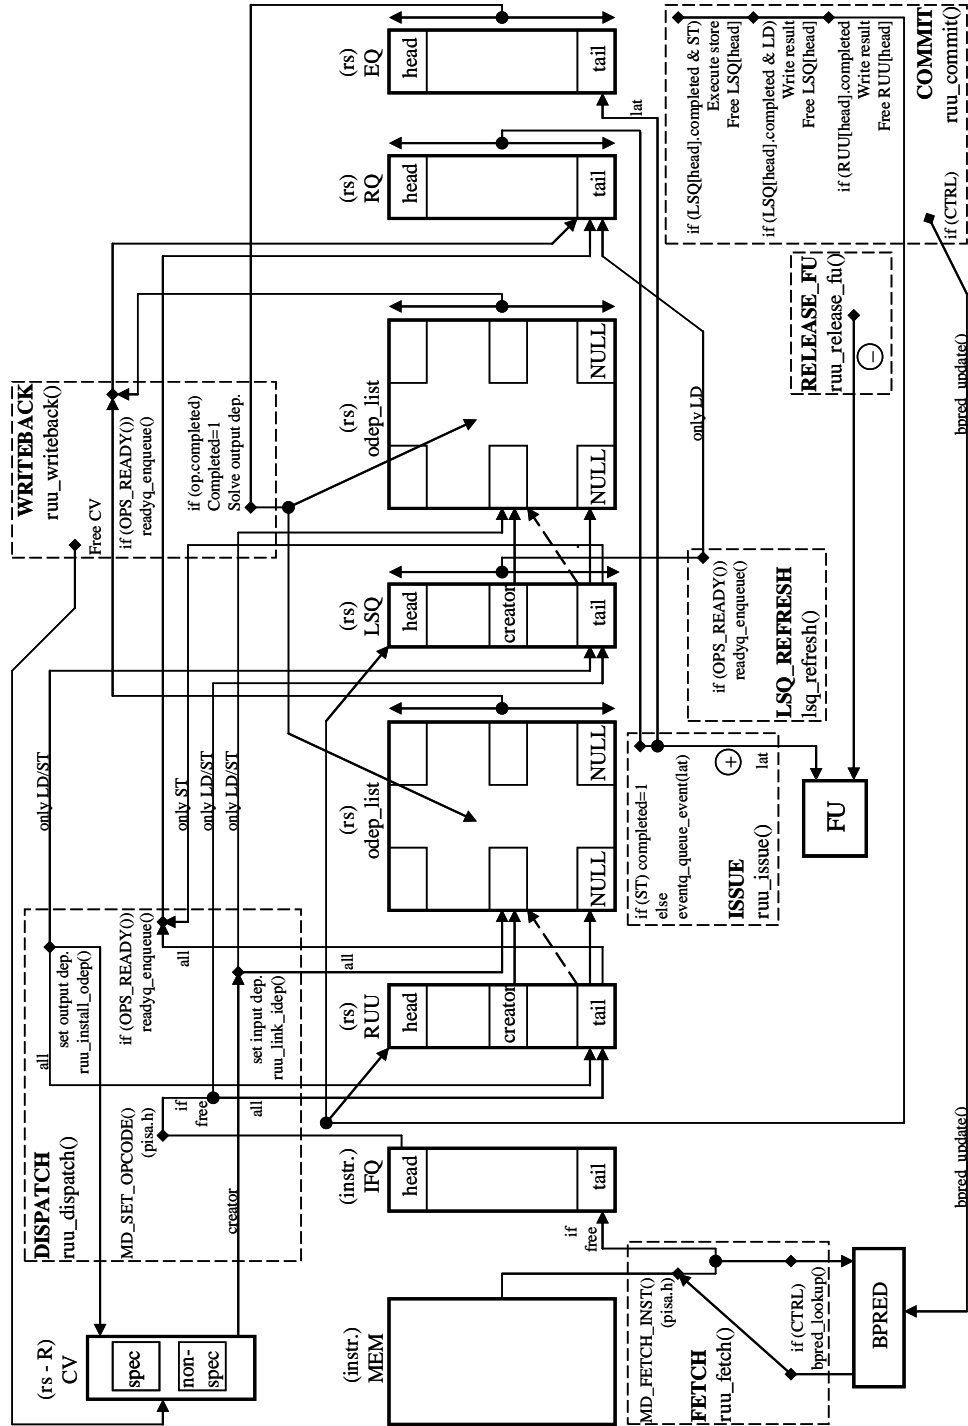 (rs - R)
CV
spec
non-
spec
(instr.)
MEM
MD_FETCH_INST()
(pisa.h)
FETCH
ruu_fetch()
if (CTRL)
bpred_lookup()
BPRED
if
free
(instr.)
IFQ
head
tail
DISPATCH
ruu_dispatch()
MD_SET_OPCODE()
(pisa.h)
all
set output dep.
ruu_install_odep()
if (OPS_READY())
readyq_enqueue()
all
if
free
all
set input dep.
ruu_link_idep()
creator
all
(rs)
RUU
head
creator
tail
(rs)
odep_list
NULL
NULL
only LD/ST
only ST
only LD/ST
only LD/ST
(rs)
LSQ
head
creator
tail
(rs)
odep_list
NULL
NULL
WRITEBACK
ruu_writeback()
Free CV
if (OPS_READY())
readyq_enqueue()
if (op.completed)
Completed=1
Solve output dep.
(rs)
RQ
head
tail
(rs)
EQ
head
tail
lat
if (ST) completed=1
else
eventq_queue_event(lat)
ISSUE
ruu_issue()
+
lat
FU
if (OPS_READY())
readyq_enqueue()
LSQ_REFRESH
lsq_refresh()
only LD
RELEASE_FU
ruu_release_fu()
−
if (LSQ[head].completed & ST)
Execute store
Free LSQ[head]
if (LSQ[head].completed & LD)
Write result
Free LSQ[head]
if (RUU[head].completed
Write result
Free RUU[head]
COMMIT
ruu_commit()
if (CTRL)
bpred_update()
bpred_update()